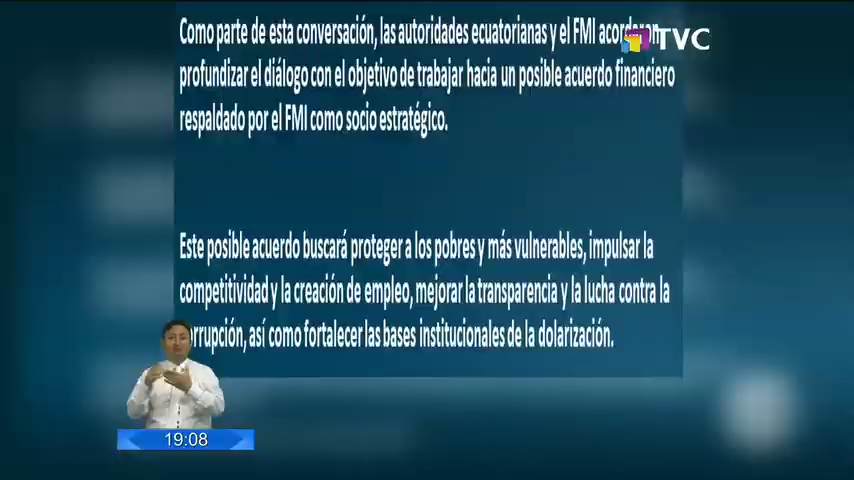 Como parte de esta conversación, las autoridades ecuatorianas y el FMI acordaron
TVC
profundizar el diálogo con el objetivo de trabajar hacia un posible acuerdo financiero
respaldado por el FMI como socio estratégico.
Este posible acuerdo buscará proteger a los pobres y más vulnerables, impulsar la
competitividad y la creación de empleo, mejorar la transparencia y la lucha contra la
corrupción, así como fortalecer las bases institucionales de la dolarización.
19:08